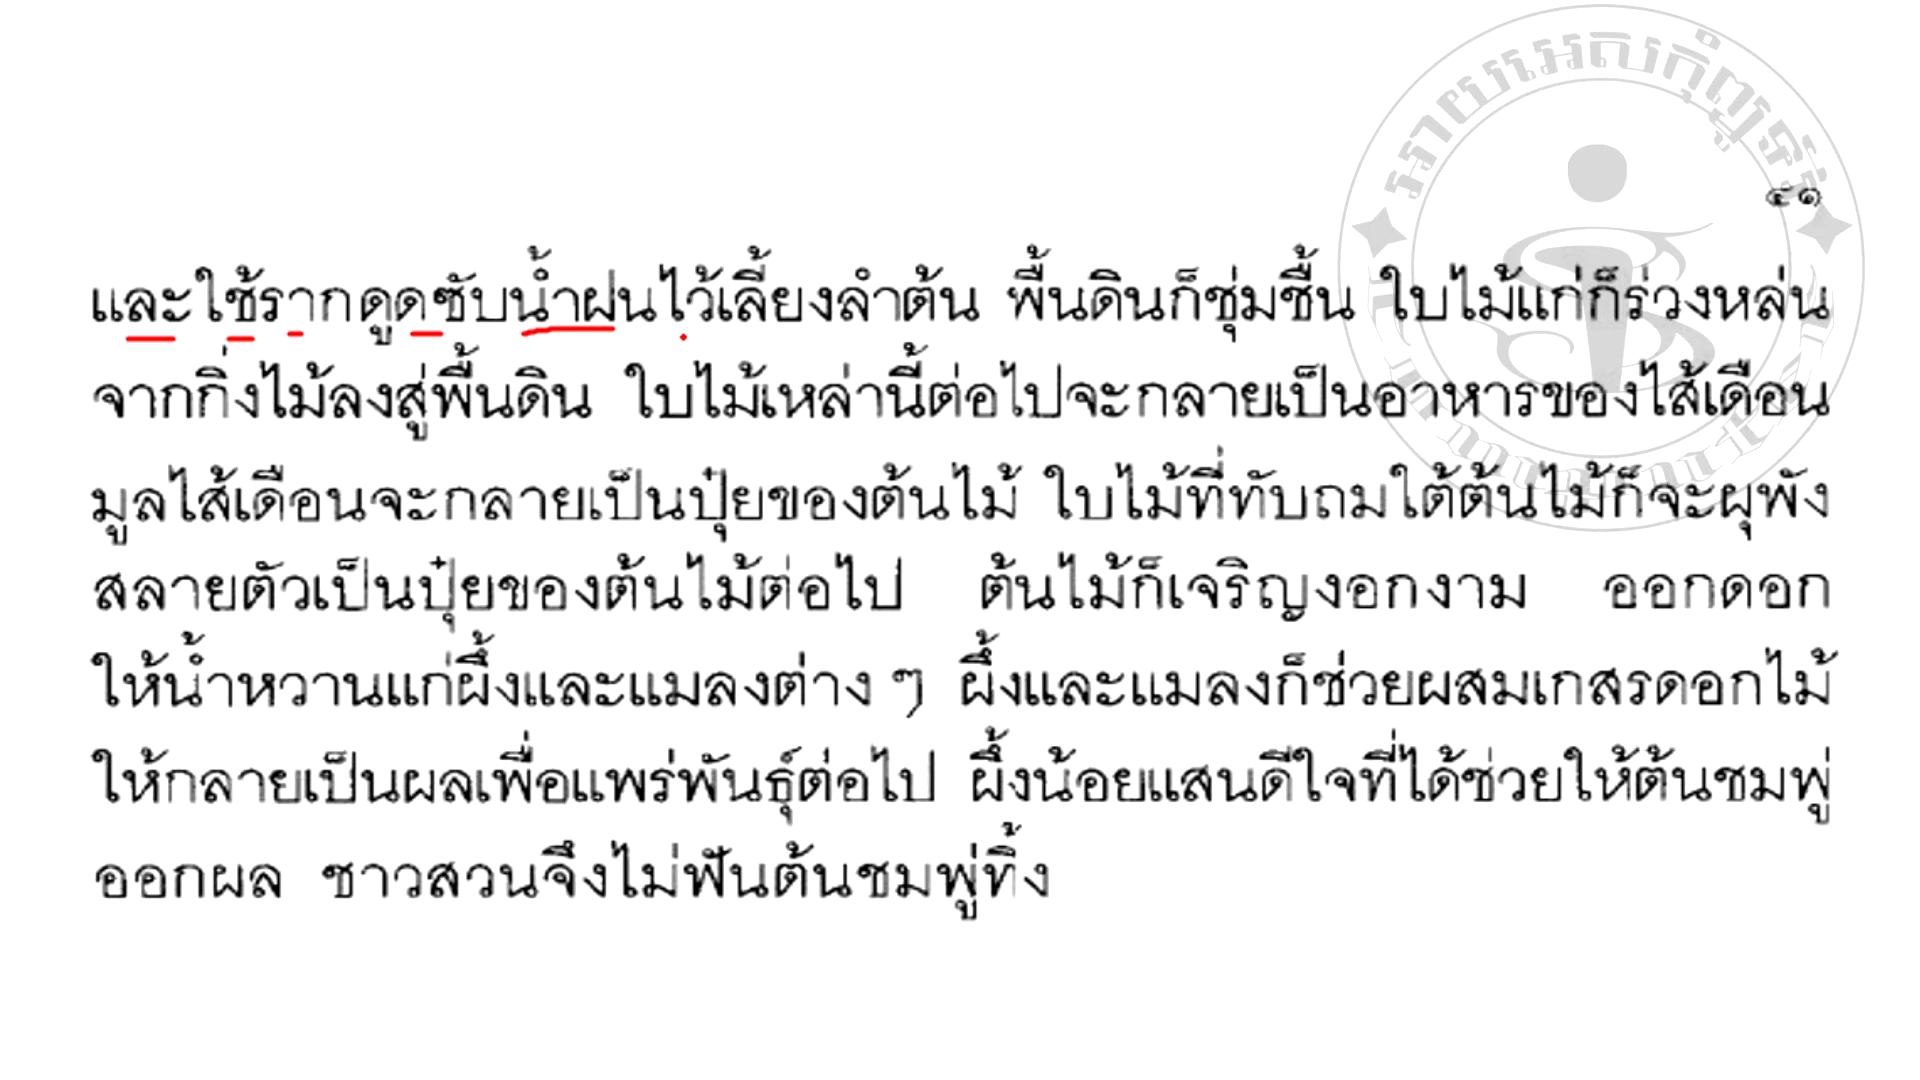 ๕๑
และใช้รากดูดซับน้ำฝนไว้เลี้ยงลำต้น พื้นดินก็ชุ่มชื้น ใบไม้แก่ก็ร่วงหล่น
จากกิ่งไม้ลงสู่พื้นดิน ใบไม้เหล่านี้ต่อไปจะกลายเป็นอาหารของไส้เดือน
มูลไส้เดือนจะกลายเป็นปุ๋ยของต้นไม้ ใบไม้ที่ทับถมใต้ต้นไม้ก็จะผุพัง
สลายตัวเป็นปุ๋ยของต้นไม้ต่อไป ต้นไม้ก็เจริญงอกงาม ออกดอก
ให้น้ำหวานแก่ผึ้งและแมลงต่าง ๆ ผึ้งและแมลงก็ช่วยผสมเกสรดอกไม้
ให้กลายเป็นผลเพื่อแพร่พันธุ์ต่อไป ผึ้งน้อยแสนดีใจที่ได้ช่วยให้ต้นชมพู่
ออกผล ชาวสวนจึงไม่ฟันต้นชมพู่ทิ้ง